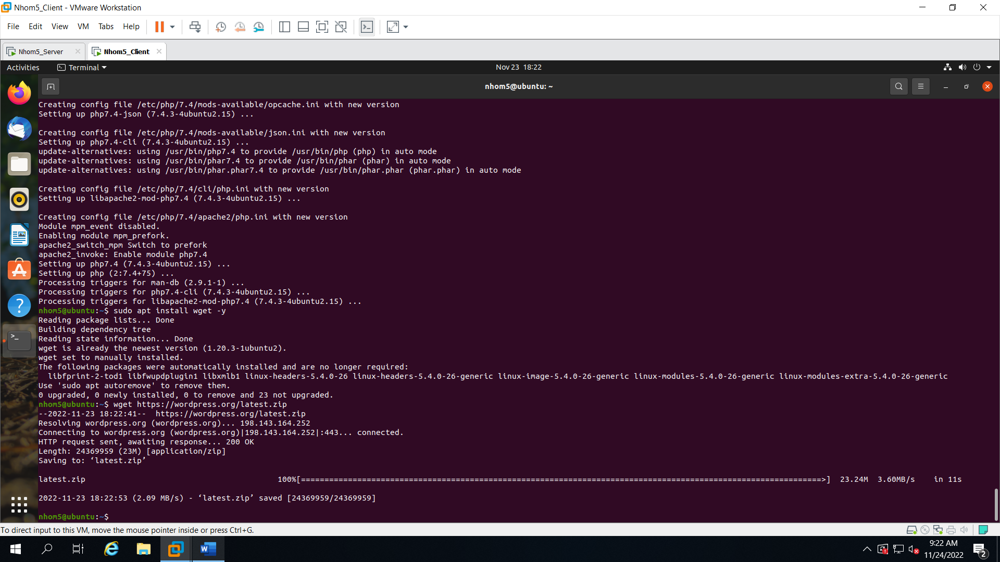 Nhom5_Client - VMware Workstation
File Edit View VM Tabs Help
Nhom5_Server Nhom5_Client
Activities Terminal Nov 23 18:22
nhom5@ubuntu: ~
Creating config file /etc/php/7.4/mods-available/opcache.ini with new version
Setting up php7.4-json (7.4.3-4ubuntu2.15) ...
Creating config file /etc/php/7.4/mods-available/json.ini with new version
Setting up php7.4-cli (7.4.3-4ubuntu2.15) ...
update-alternatives: using /usr/bin/php7.4 to provide /usr/bin/php (php) in auto mode
update-alternatives: using /usr/bin/phar7.4 to provide /usr/bin/phar (phar) in auto mode
update-alternatives: using /usr/bin/phar.phar7.4 to provide /usr/bin/phar.phar (phar.phar) in auto mode
Creating config file /etc/php/7.4/cli/php.ini with new version
Setting up libapache2-mod-php7.4 (7.4.3-4ubuntu2.15) ...
Creating config file /etc/php/7.4/apache2/php.ini with new version
Module mpm_event disabled.
Enabling module mpm_prefork.
apache2_switch_mpm Switch to prefork
apache2_invoke: Enable module php7.4
Setting up php7.4 (7.4.3-4ubuntu2.15) ...
Setting up php (2:7.4+75) ...
Processing triggers for man-db (2.9.1-1) ...
Processing triggers for php7.4-cli (7.4.3-4ubuntu2.15) ...
Processing triggers for libapache2-mod-php7.4 (7.4.3-4ubuntu2.15) ...
nhom5@ubuntu:~$ sudo apt install wget -y
Reading package lists... Done
Building dependency tree
Reading state information... Done
wget is already the newest version (1.20.3-1ubuntu2).
wget set to manually installed.
The following packages were automatically installed and are no longer required:
libfprint-2-tod1 libfwupdplugin1 libxmlb1 linux-headers-5.4.0-26 linux-headers-5.4.0-26-generic linux-image-5.4.0-26-generic linux-modules-5.4.0-26-generic linux-modules-extra-5.4.0-26-generic
Use 'sudo apt autoremove' to remove them.
0 upgraded, 0 newly installed, 0 to remove and 23 not upgraded.
nhom5@ubuntu:~$ wget https://wordpress.org/latest.zip
--2022-11-23 18:22:41-- https://wordpress.org/latest.zip
Resolving wordpress.org (wordpress.org)... 198.143.164.252
Connecting to wordpress.org (wordpress.org)|198.143.164.252|:443... connected.
HTTP request sent, awaiting response... 200 OK
Length: 24369959 (23M) [application/zip]
Saving to: ‘latest.zip’
latest.zip 100%[===============================================================================================================>] 23.24M 3.60MB/s in 11s
2022-11-23 18:22:53 (2.09 MB/s) - ‘latest.zip’ saved [24369959/24369959]
nhom5@ubuntu:~$
To direct input to this VM, move the mouse pointer inside or press Ctrl+G.
9:22 AM
11/24/2022
2